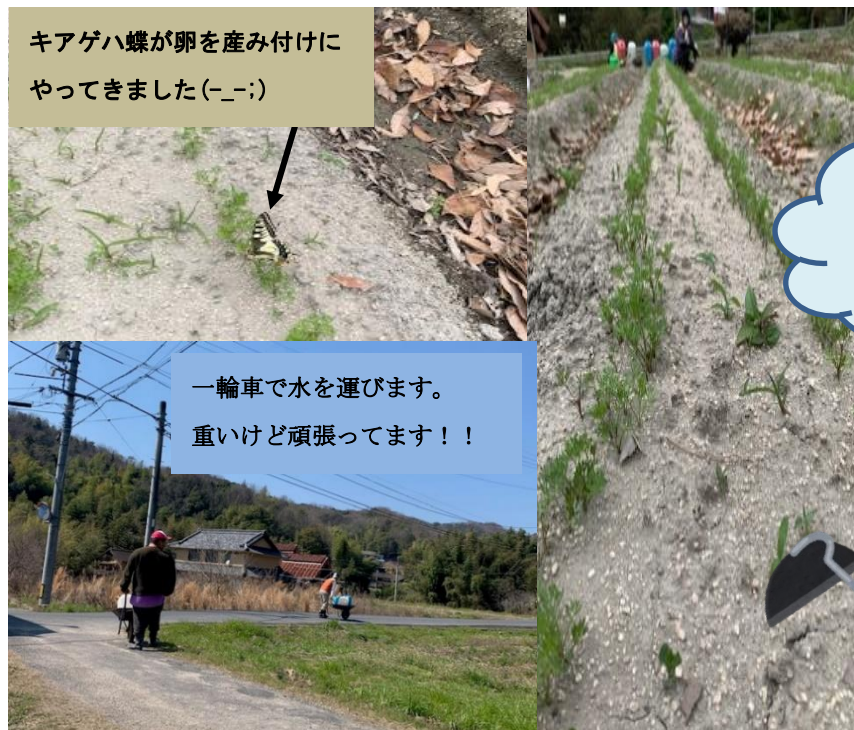 キアゲハ蝶が卵を産み付けに
やってきました(-_-;)
一輪車で水を運びます。
重いけど頑張ってます！！